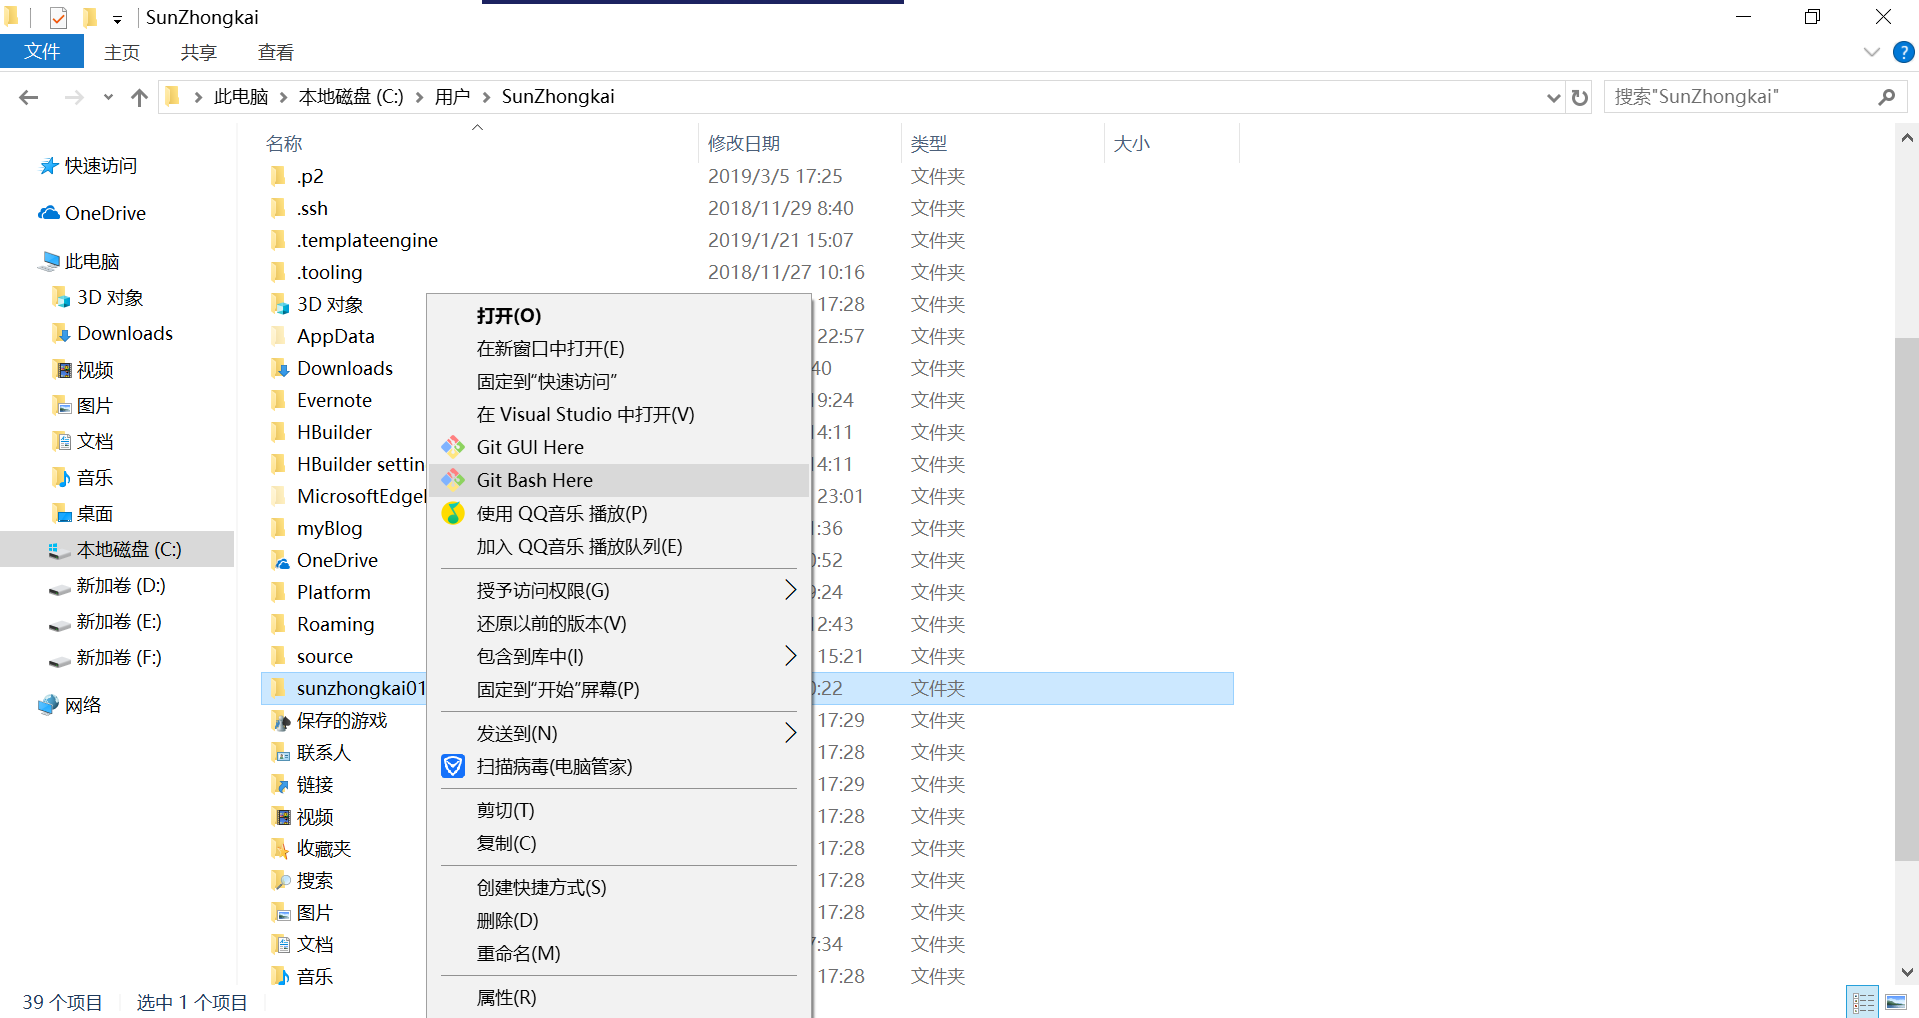 SunZhongkai
文件 主页 共享 查看
此电脑 本地磁盘 (C:) 用户 SunZhongkai 搜索"SunZhongkai"
名称 修改日期 类型 大小
快速访问
OneDrive
此电脑
3D 对象
Downloads
视频
图片
文档
音乐
桌面
本地磁盘 (C:)
新加卷 (D:)
新加卷 (E:)
新加卷 (F:)
网络
.p2 2019/3/5 17:25 文件夹
.ssh 2018/11/29 8:40 文件夹
.templateengine 2019/1/21 15:07 文件夹
.tooling 2018/11/27 10:16 文件夹
3D 对象 17:28 文件夹
AppData 22:57 文件夹
Downloads 40 文件夹
Evernote 9:24 文件夹
HBuilder 4:11 文件夹
HBuilder settin 4:11 文件夹
MicrosoftEdge 23:01 文件夹
myBlog :36 文件夹
OneDrive :52 文件夹
Platform :24 文件夹
Roaming 2:43 文件夹
source 15:21 文件夹
sunzhongkai01 :22 文件夹
保存的游戏 17:29 文件夹
联系人 17:28 文件夹
链接 17:29 文件夹
视频 17:28 文件夹
收藏夹 17:28 文件夹
搜索 17:28 文件夹
图片 17:28 文件夹
文档 :34 文件夹
音乐 17:28 文件夹
打开(O)
在新窗口中打开(E)
固定到"快速访问"
在 Visual Studio 中打开(V)
Git GUI Here
Git Bash Here
使用 QQ音乐 播放(P)
加入 QQ音乐 播放队列(E)
授予访问权限(G)
还原以前的版本(V)
包含到库中(I)
固定到"开始"屏幕(P)
发送到(N)
扫描病毒(电脑管家)
剪切(T)
复制(C)
创建快捷方式(S)
删除(D)
重命名(M)
属性(R)
39 个项目 选中 1 个项目